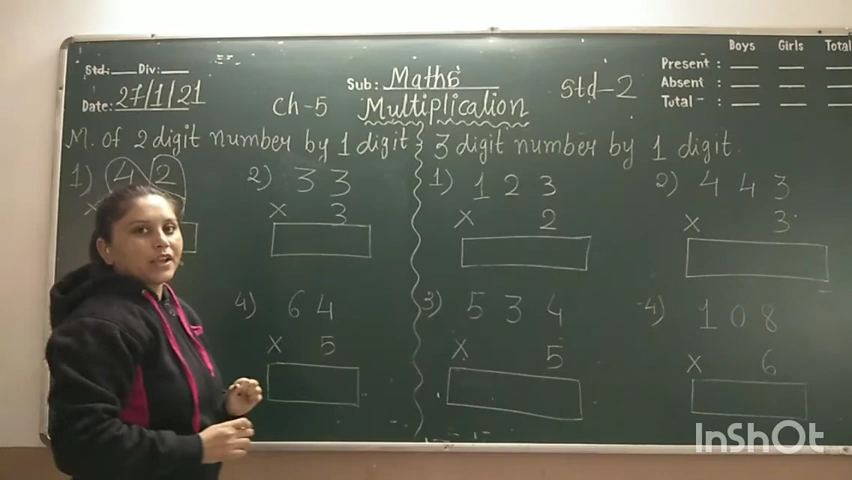 Std: Div:
Date: 27/1/21
Sub: Maths
Ch-5 Multiplication
Std-2
Boys Girls Total
Present :
Absent :
Total -
M. of 2 digit number by 1 digit
1) 4 2
×
2) 3 3
× 3
4) 6 4
× 5
3 digit number by 1 digit.
1) 1 2 3
× 2
2) 4 4 3
× 3
3) 5 3 4
× 5
4) 1 0 8
× 6
InShOt